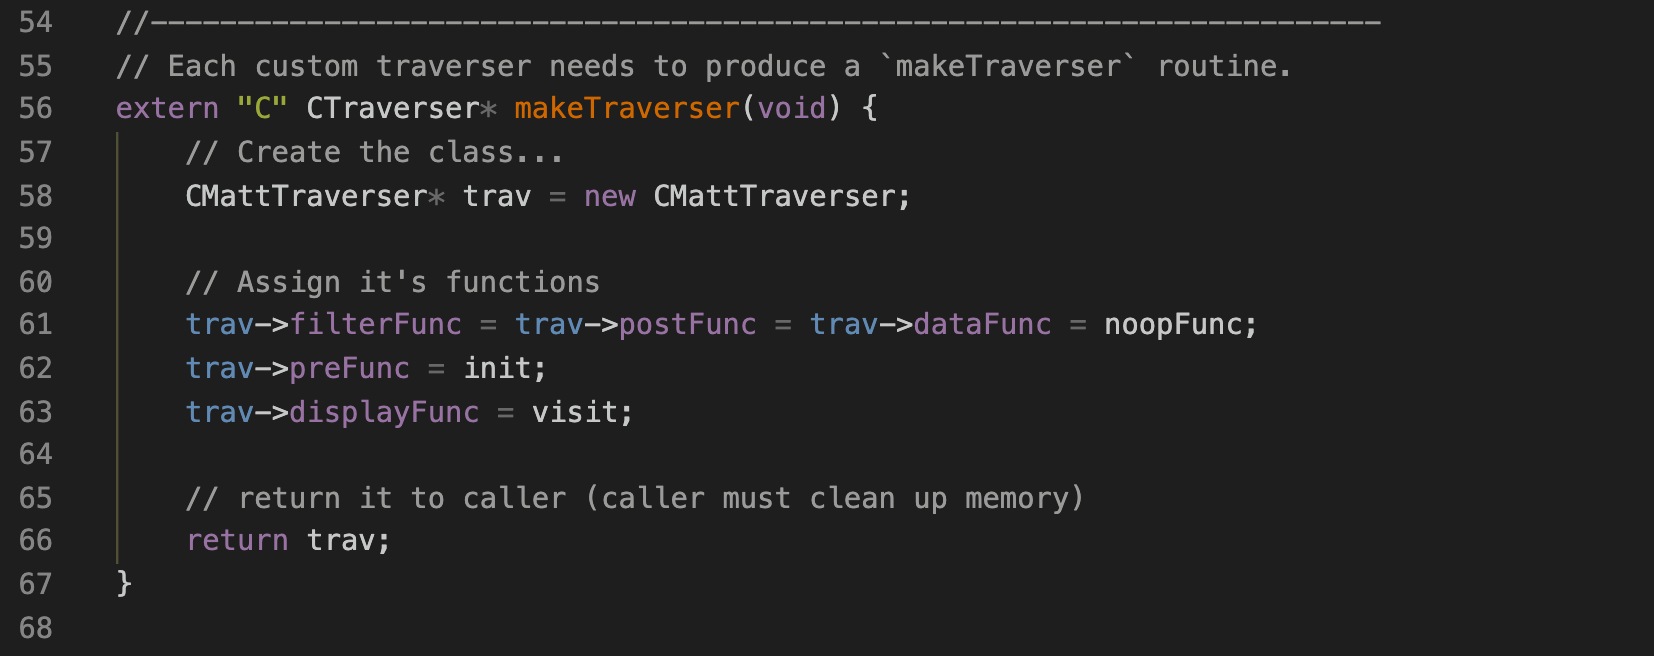 54 //-----------------------------------------------------------------------
55 // Each custom traverser needs to produce a `makeTraverser` routine.
56 extern "C" CTraverser* makeTraverser(void) {
57     // Create the class...
58     CMattTraverser* trav = new CMattTraverser;
59
60     // Assign it's functions
61     trav->filterFunc = trav->postFunc = trav->dataFunc = noopFunc;
62     trav->preFunc = init;
63     trav->displayFunc = visit;
64
65     // return it to caller (caller must clean up memory)
66     return trav;
67 }
68